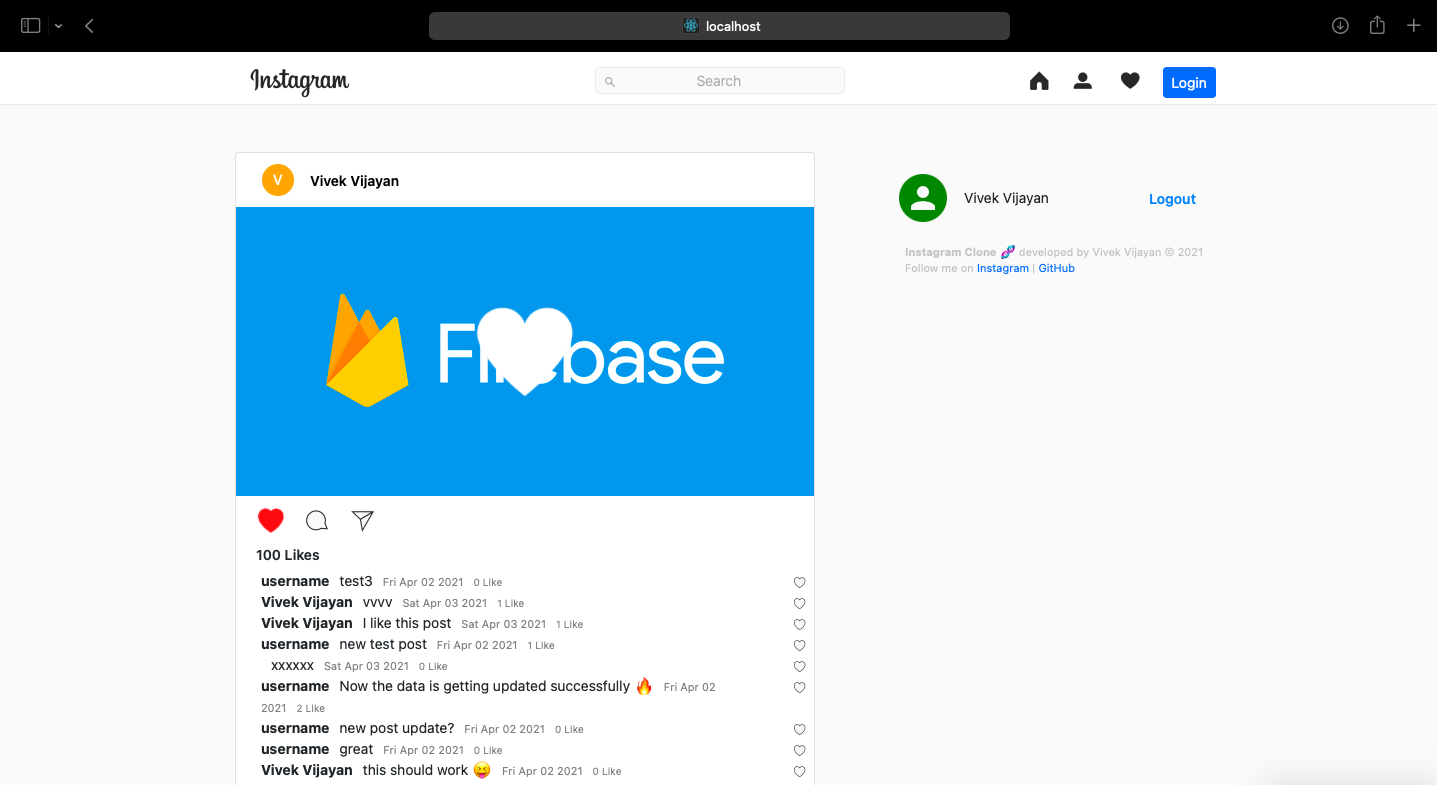 localhost
Instagram
Search
Login
V
Vivek Vijayan
Vivek Vijayan
Logout
Instagram Clone 🧬 developed by Vivek Vijayan © 2021
Follow me on Instagram | GitHub
100 Likes
username test3 Fri Apr 02 2021 0 Like
Vivek Vijayan vvvv Sat Apr 03 2021 1 Like
Vivek Vijayan I like this post Sat Apr 03 2021 1 Like
username new test post Fri Apr 02 2021 1 Like
xxxxxx Sat Apr 03 2021 0 Like
username Now the data is getting updated successfully 🔥 Fri Apr 02
2021 2 Like
username new post update? Fri Apr 02 2021 0 Like
username great Fri Apr 02 2021 0 Like
Vivek Vijayan this should work 😝 Fri Apr 02 2021 0 Like